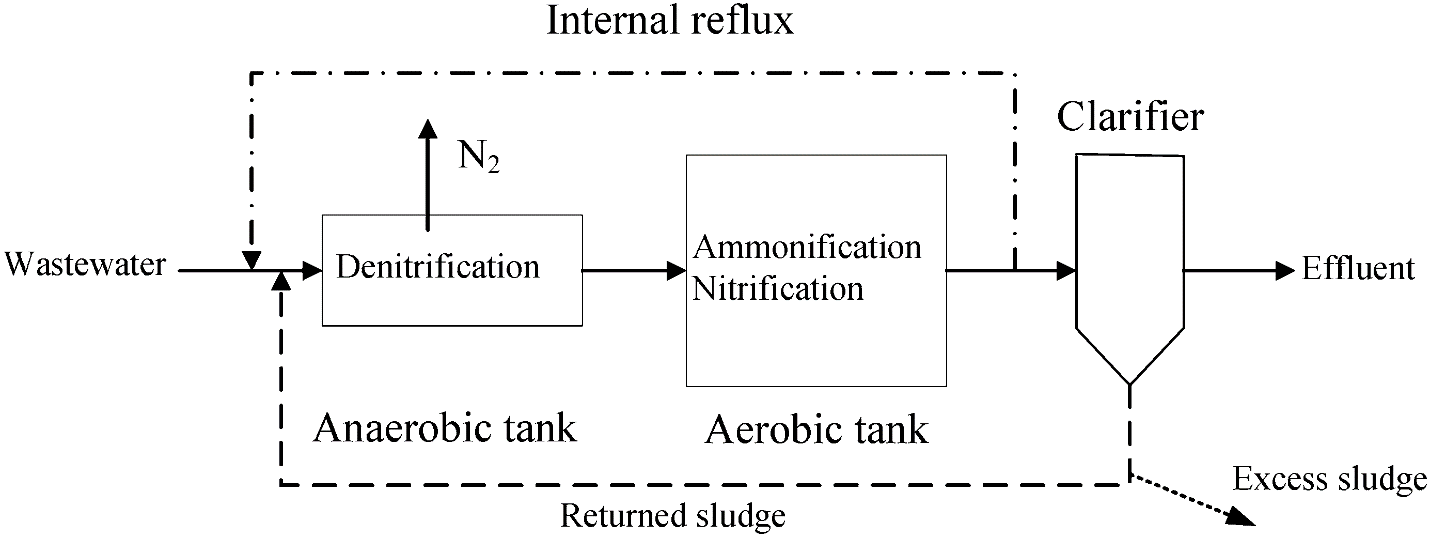 Internal reflux
Clarifier
N₂
Wastewater
Denitrification
Ammonification
Nitrification
Effluent
Anaerobic tank
Aerobic tank
Excess sludge
Returned sludge